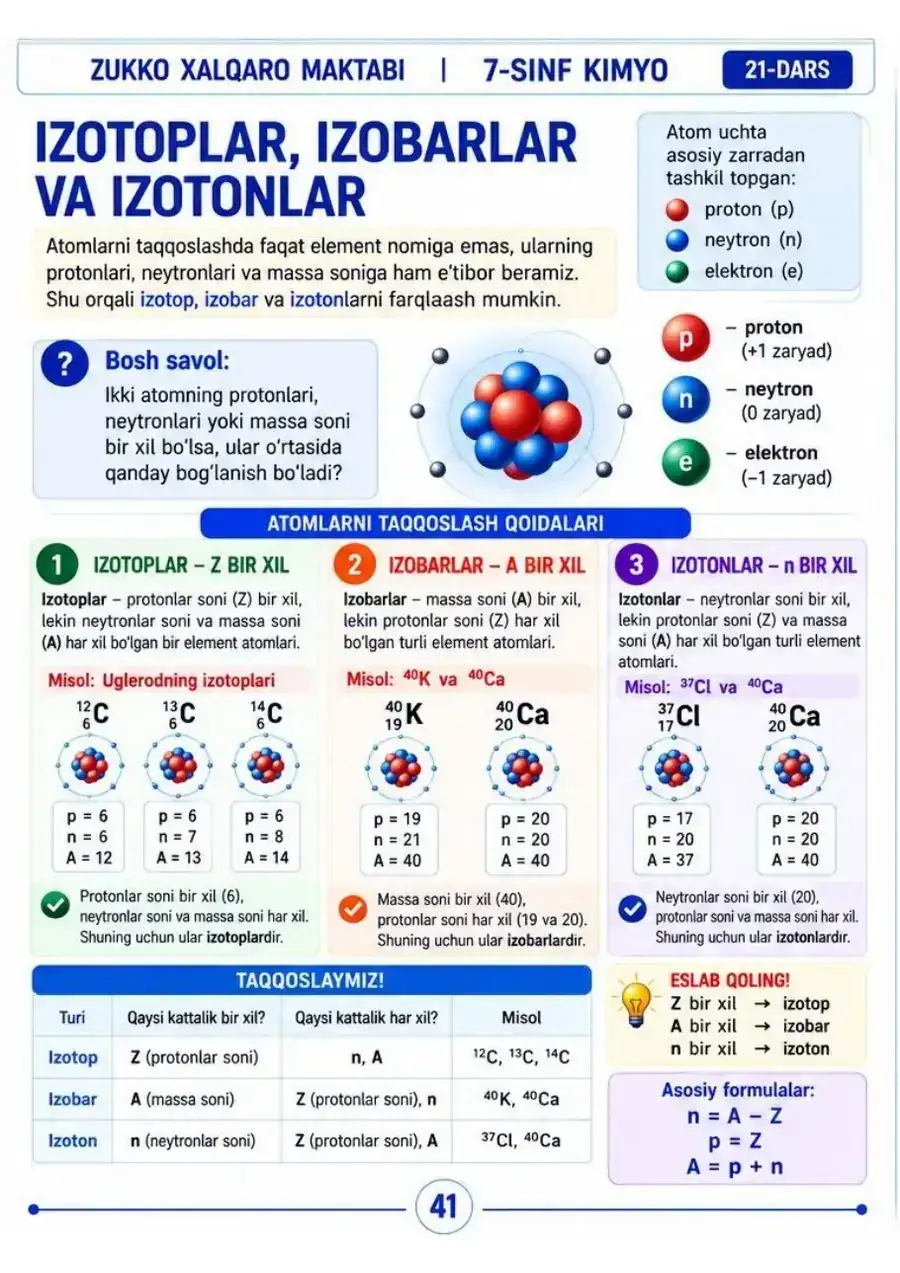 ZUKKO XALQARO MAKTABI | 7-SINF KIMYO
21-DARS
IZOTOPLAR, IZOBARLAR
VA IZOTONLAR
Atomlarni taqqoslashda faqat element nomiga emas, ularning
protonlari, neytronlari va massa soniga ham e'tibor beramiz.
Shu orqali izotop, izobar va izotonlarni farqlaash mumkin.
Atom uchta
asosiy zarradan
tashkil topgan:
proton (p)
neytron (n)
elektron (e)
? Bosh savol:
Ikki atomning protonlari,
neytronlari yoki massa soni
bir xil bo'lsa, ular o'rtasida
qanday bog'lanish bo'ladi?
p – proton
(+1 zaryad)
n – neytron
(0 zaryad)
e – elektron
(–1 zaryad)
ATOMLARNI TAQQOSLASH QOIDALARI
1 IZOTOPLAR – Z BIR XIL
Izotoplar – protonlar soni (Z) bir xil,
lekin neytronlar soni va massa soni
(A) har xil bo'lgan bir element atomlari.
Misol: Uglerodning izotoplari
¹²₆C ¹³₆C ¹⁴₆C
p = 6 p = 6 p = 6
n = 6 n = 7 n = 8
A = 12 A = 13 A = 14
Protonlar soni bir xil (6),
neytronlar soni va massa soni har xil.
Shuning uchun ular izotoplardir.
2 IZOBARLAR – A BIR XIL
Izobarlar – massa soni (A) bir xil,
lekin protonlar soni (Z) har xil
bo'lgan turli element atomlari.
Misol: ⁴⁰K va ⁴⁰Ca
⁴⁰₁₉K ⁴⁰₂₀Ca
p = 19 p = 20
n = 21 n = 20
A = 40 A = 40
Massa soni bir xil (40),
protonlar soni har xil (19 va 20).
Shuning uchun ular izobarlardir.
3 IZOTONLAR – n BIR XIL
Izotonlar – neytronlar soni bir xil,
lekin protonlar soni (Z) va massa
soni (A) har xil bo'lgan turli element
atomlari.
Misol: ³⁷Cl va ⁴⁰Ca
³⁷₁₇Cl ⁴⁰₂₀Ca
p = 17 p = 20
n = 20 n = 20
A = 37 A = 40
Neytronlar soni bir xil (20),
protonlar soni va massa soni har xil.
Shuning uchun ular izotonlardir.
TAQQOSLAYMIZ!
Turi Qaysi kattalik bir xil? Qaysi kattalik har xil? Misol
Izotop Z (protonlar soni) n, A ¹²C, ¹³C, ¹⁴C
Izobar A (massa soni) Z (protonlar soni), n ⁴⁰K, ⁴⁰Ca
Izoton n (neytronlar soni) Z (protonlar soni), A ³⁷Cl, ⁴⁰Ca
ESLAB QOLING!
Z bir xil → izotop
A bir xil → izobar
n bir xil → izoton
Asosiy formulalar:
n = A – Z
p = Z
A = p + n
41